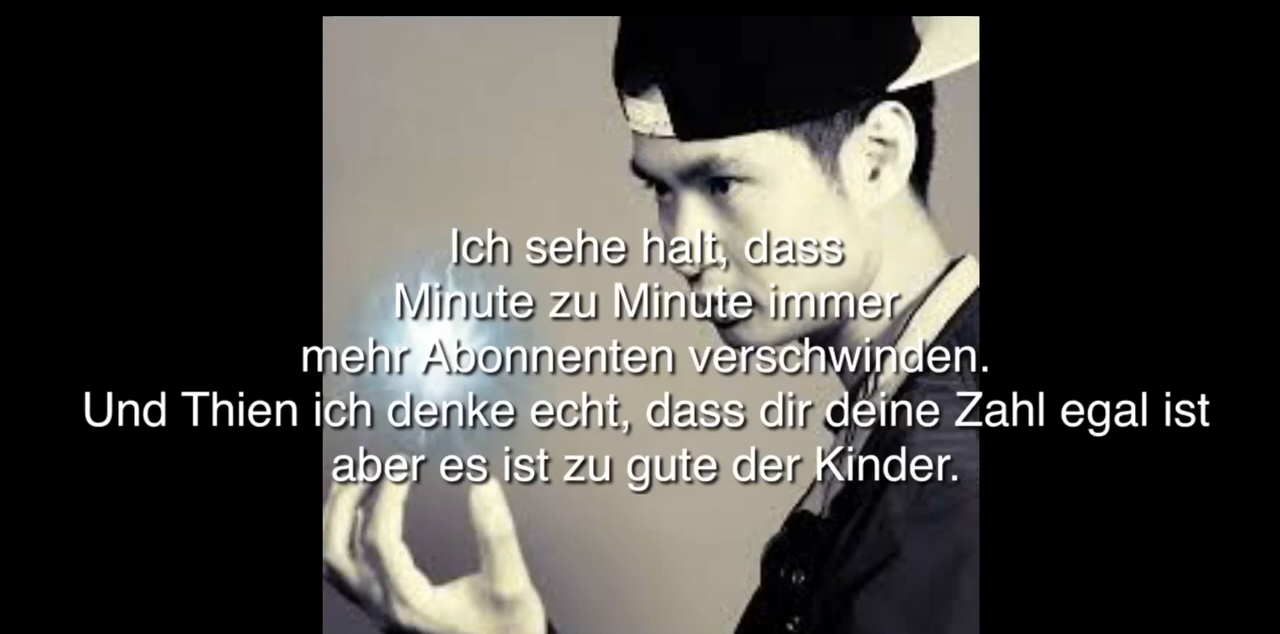 Ich sehe halt, dass
Minute zu Minute immer
mehr Abonnenten verschwinden.
Und Thien ich denke echt, dass dir deine Zahl egal ist
aber es ist zu gute der Kinder.